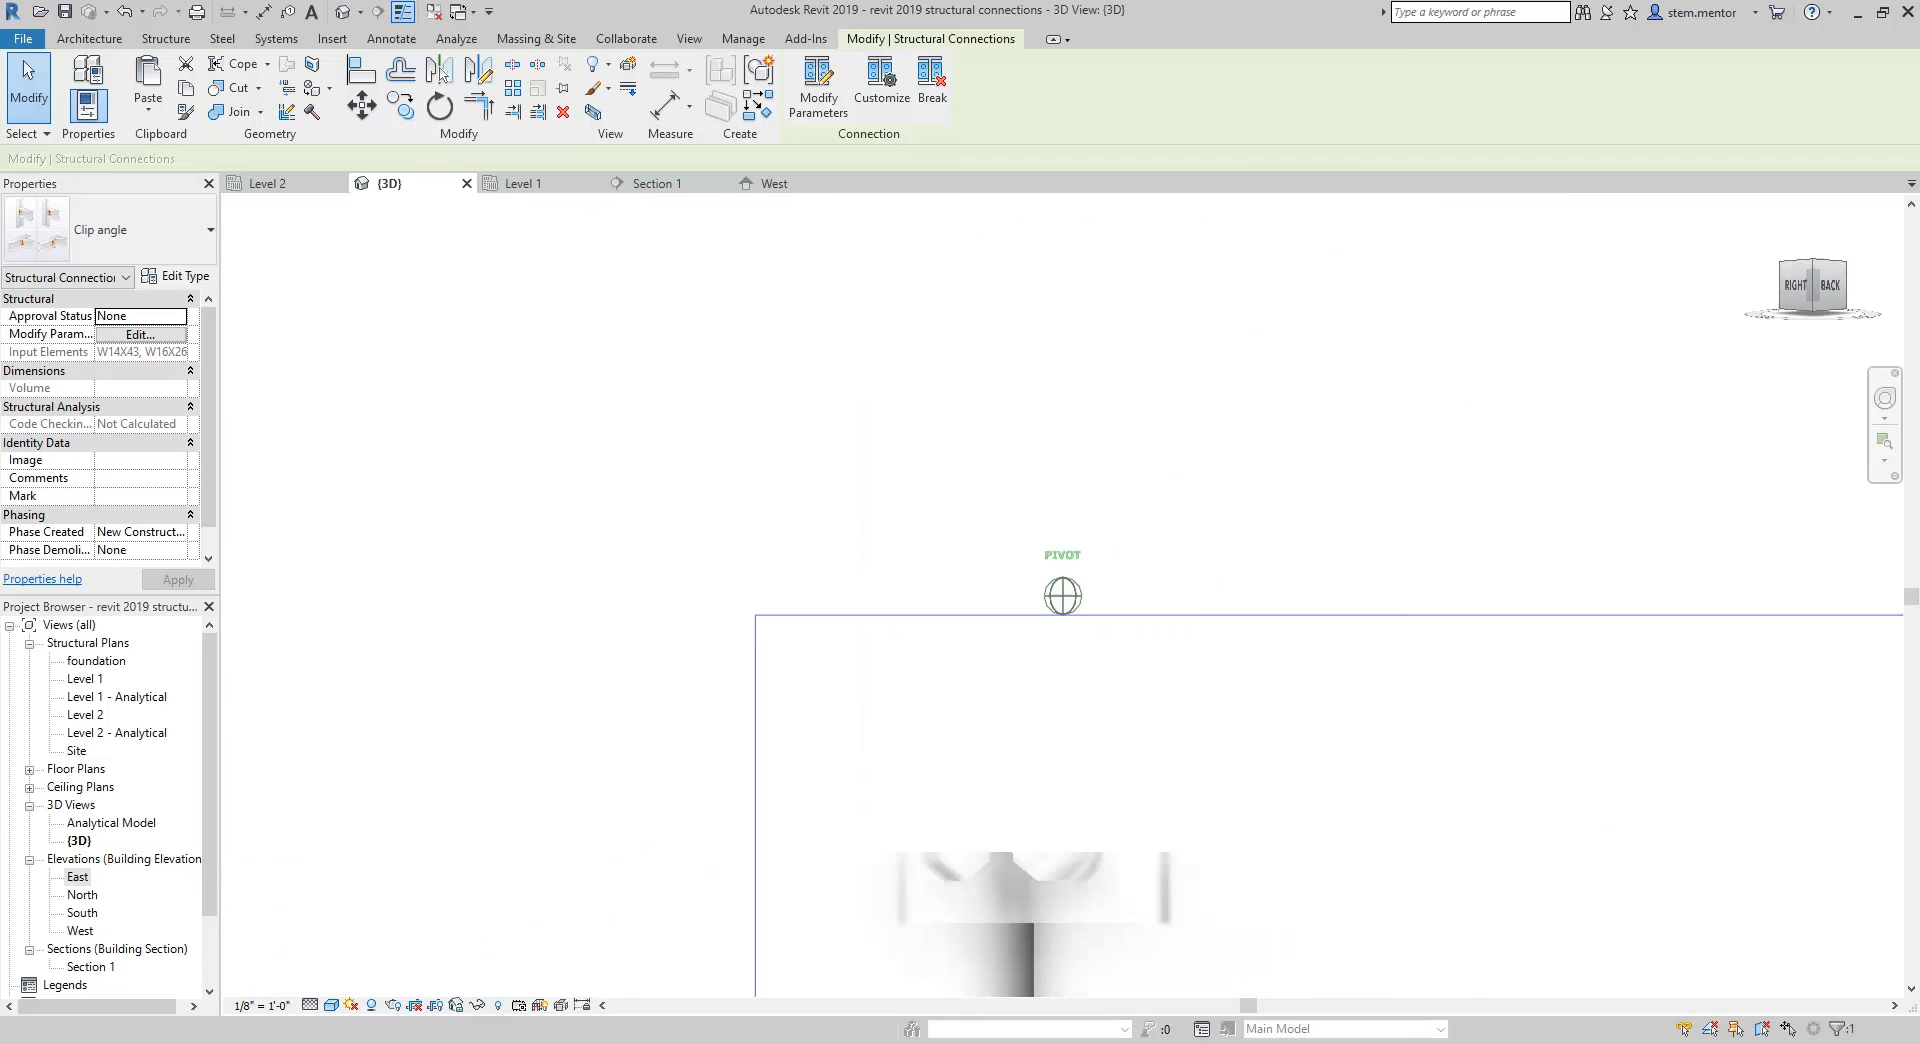 Autodesk Revit 2019 - revit 2019 structural connections - 3D View: {3D}
Type a keyword or phrase
stem.mentor
File
Architecture
Structure
Steel
Systems
Insert
Annotate
Analyze
Massing & Site
Collaborate
View
Manage
Add-Ins
Modify | Structural Connections
Modify
Select
Properties
Paste
Clipboard
Cope
Cut
Join
Geometry
Modify
View
Measure
Create
Modify
Parameters
Customize
Break
Connection
Modify | Structural Connections
Properties
Level 2
{3D}
Level 1
Section 1
West
Clip angle
Structural Connection
Edit Type
Structural
Approval Status
None
Modify Param...
Edit...
Input Elements
W14X43, W16X26
Dimensions
Volume
Structural Analysis
Code Checkin...
Not Calculated
Identity Data
Image
Comments
Mark
Phasing
Phase Created
New Construct...
Phase Demoli...
None
Properties help
Apply
Project Browser - revit 2019 structu...
Views (all)
Structural Plans
foundation
Level 1
Level 1 - Analytical
Level 2
Level 2 - Analytical
Site
Floor Plans
Ceiling Plans
3D Views
Analytical Model
{3D}
Elevations (Building Elevation
East
North
South
West
Sections (Building Section)
Section 1
Legends
RIGHT
BACK
PIVOT
1/8" = 1'-0"
:0
Main Model
:1